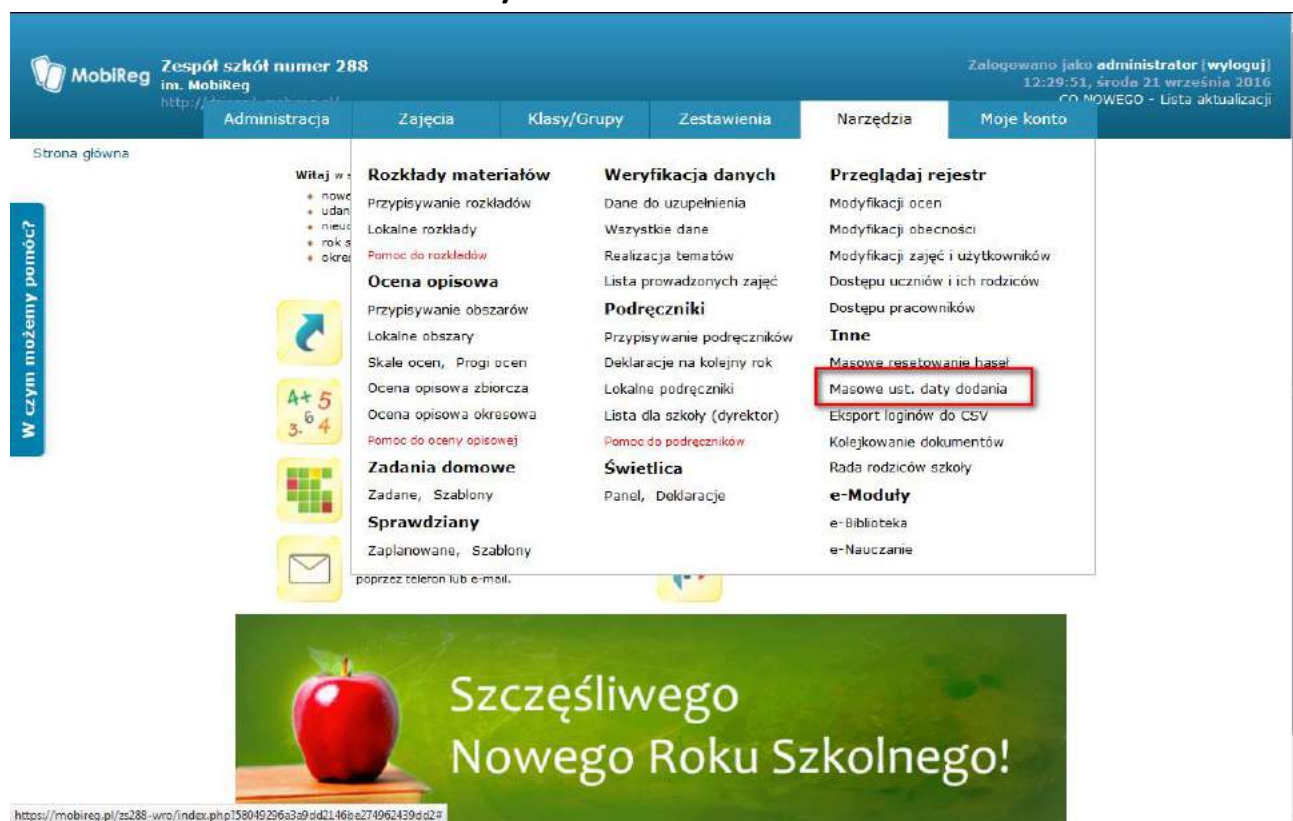 MobiReg
Zespół szkół numer 288
im. MobiReg
Zalogowano jako administrator [wyloguj]
12:29:51, środa 21 września 2016
CO NOWEGO - Lista aktualizacji
Administracja Zajęcia Klasy/Grupy Zestawienia Narzędzia Moje konto
Strona główna
W czym możemy pomóc?
Witaj w
rok
Rozkłady materiałów
Przypisywanie rozkładów
Lokalne rozkłady
Pomoc do rozkładów
Ocena opisowa
Przypisywanie obszarów
Lokalne obszary
Skale ocen, Progi ocen
Ocena opisowa zbiorcza
Ocena opisowa okresowa
Pomoc do oceny opisowej
Zadania domowe
Zadane, Szablony
Sprawdziany
Zaplanowane, Szablony
Weryfikacja danych
Dane do uzupełnienia
Wszystkie dane
Realizacja tematów
Lista prowadzonych zajęć
Podręczniki
Przypisywanie podręczników
Deklaracje na kolejny rok
Lokalne podręczniki
Lista dla szkoły (dyrektor)
Pomoc do podręczników
Świetlica
Panel, Deklaracje
Przeglądaj rejestr
Modyfikacji ocen
Modyfikacji obecności
Modyfikacji zajęć i użytkowników
Dostępu uczniów i ich rodziców
Dostępu pracowników
Inne
Masowe resetowanie haseł
Masowe ust. daty dodania
Eksport loginów do CSV
Kolejkowanie dokumentów
Rada rodziców szkoły
e-Moduły
e-Biblioteka
e-Nauczanie
4+ 5
6
3- 4
poprzez telefon lub e-mail.
Szczęśliwego
Nowego Roku Szkolnego!
https://mobireg.pl/zs288-wro/index.php?58049296a3a9dd2146be274962439dd2#